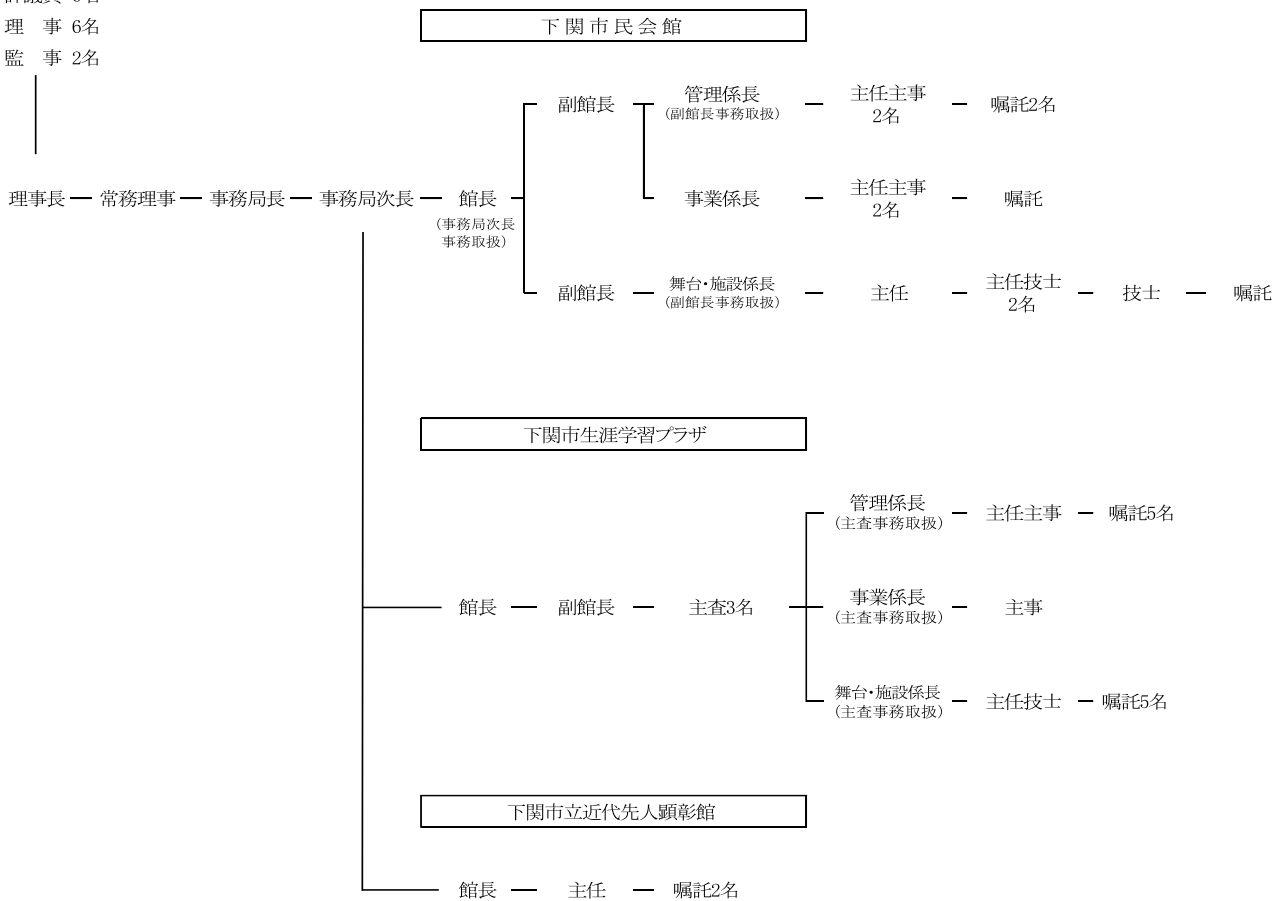 理　事 6名
監　事 2名
下 関 市 民 会 館
副館長
管理係長
（副館長事務取扱）
主任主事
2名
嘱託2名
理事長
常務理事
事務局長
事務局次長
館長
（事務局次長
事務取扱）
事業係長
主任主事
2名
嘱託
副館長
舞台・施設係長
（副館長事務取扱）
主任
主任技士
2名
技士
嘱託
下関市生涯学習プラザ
管理係長
（主査事務取扱）
主任主事
嘱託5名
館長
副館長
主査3名
事業係長
（主査事務取扱）
主事
舞台・施設係長
（主査事務取扱）
主任技士
嘱託5名
下関市立近代先人顕彰館
館長
主任
嘱託2名